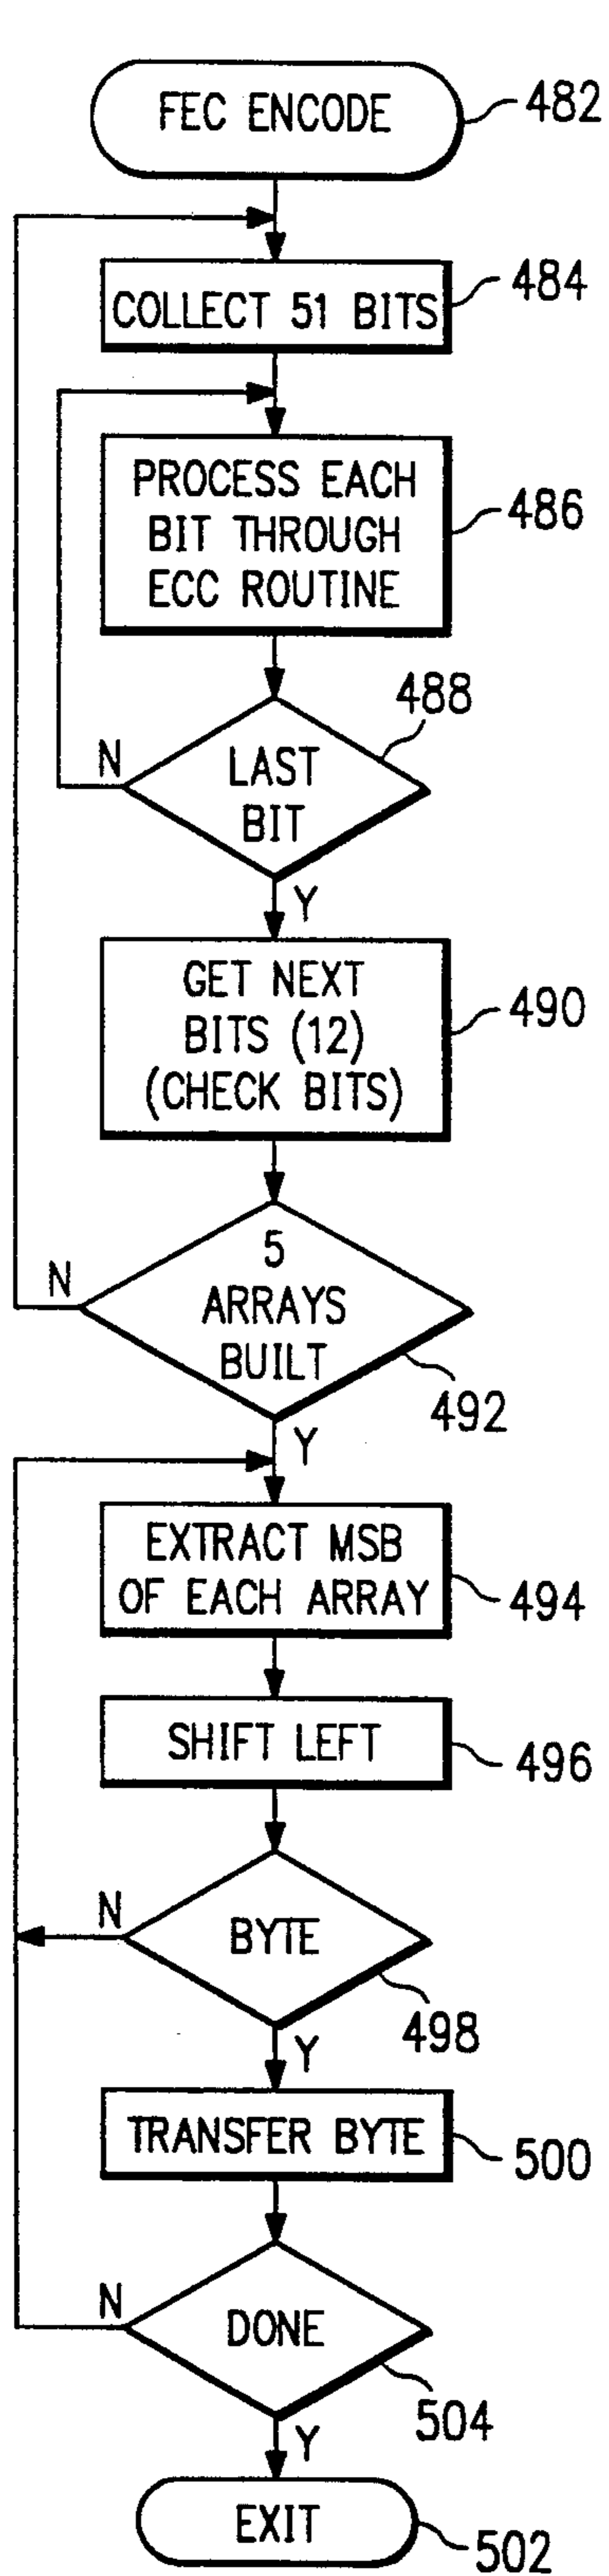 FEC ENCODE
482
COLLECT 51 BITS
484
PROCESS EACH
BIT THROUGH
ECC ROUTINE
486
488
LAST
BIT
N
Y
GET NEXT
BITS (12)
(CHECK BITS)
490
5
ARRAYS
BUILT
N
492
Y
EXTRACT MSB
OF EACH ARRAY
494
SHIFT LEFT
496
N
BYTE
498
Y
TRANSFER BYTE
500
N
DONE
504
Y
EXIT
502